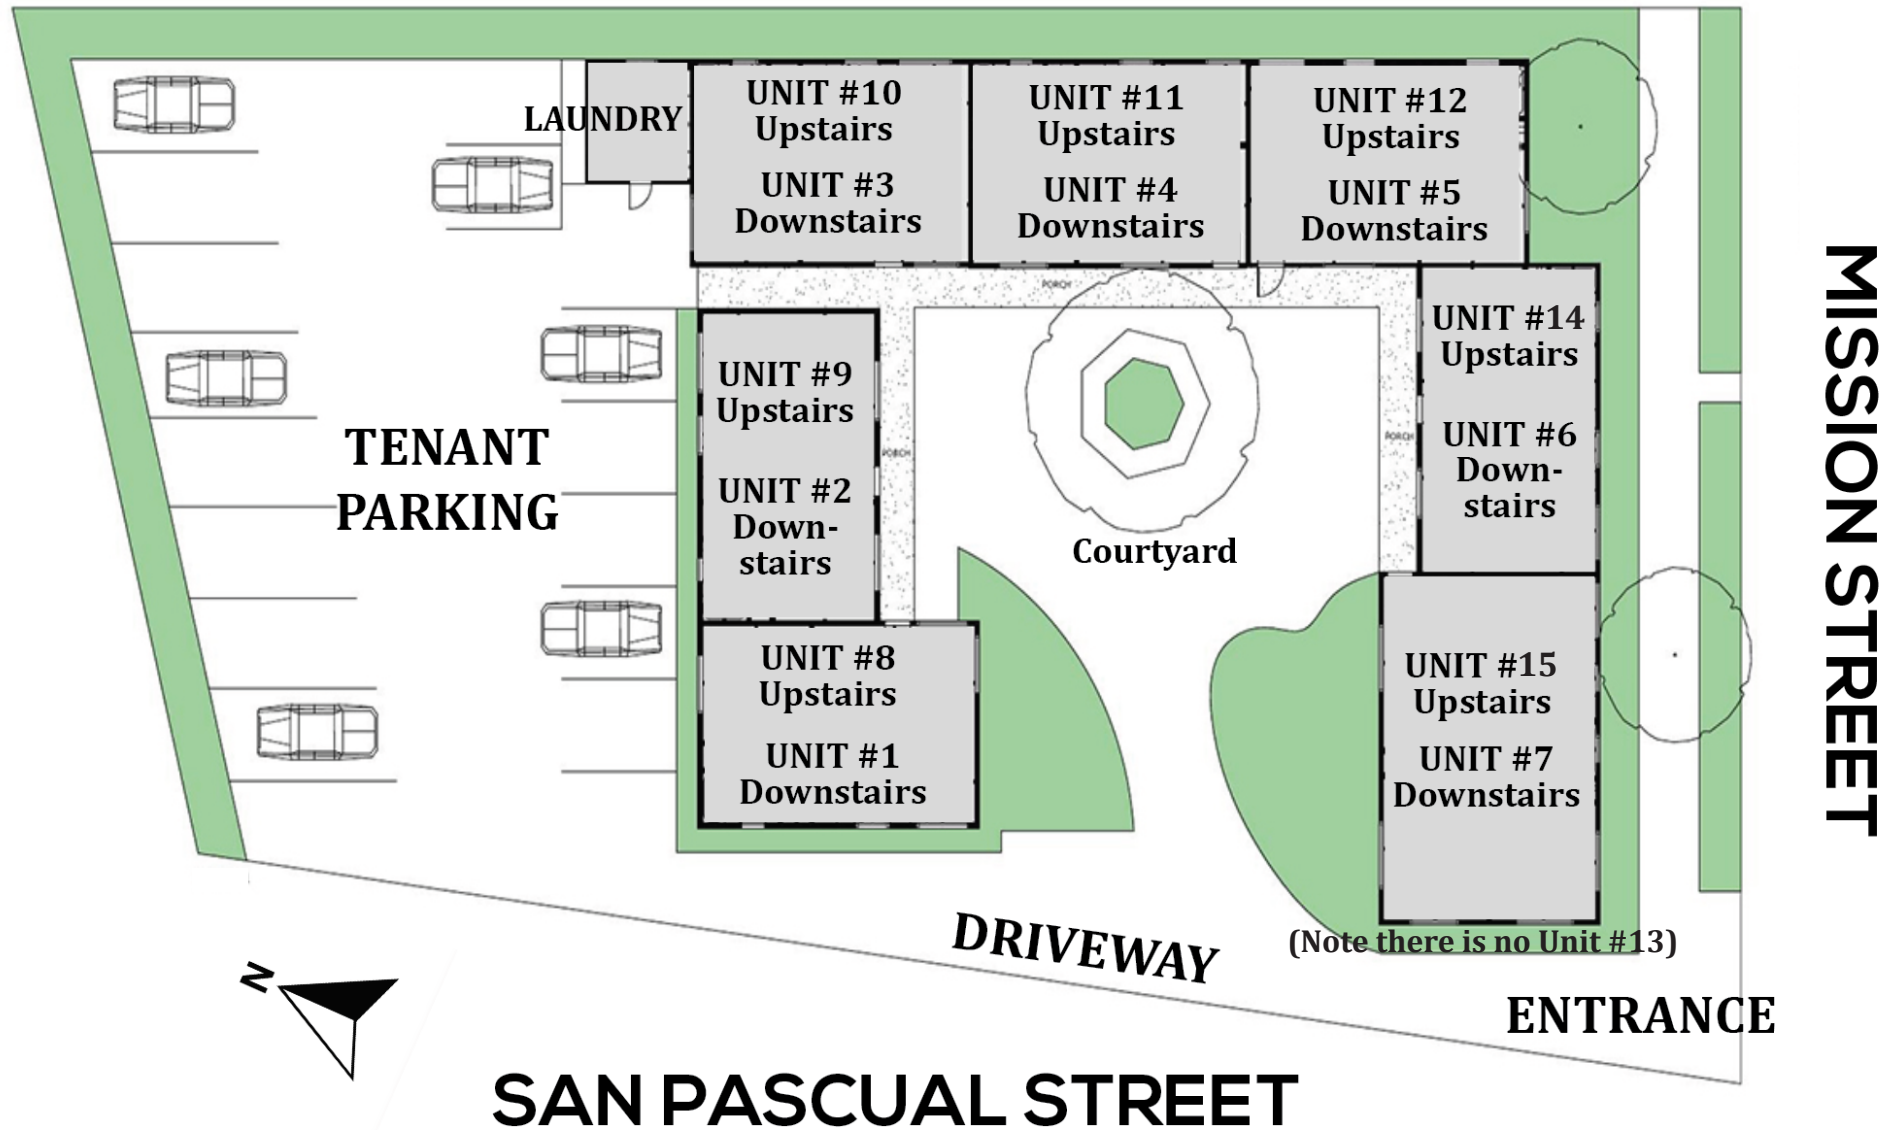 LAUNDRY
UNIT #10
Upstairs
UNIT #3
Downstairs
UNIT #11
Upstairs
UNIT #4
Downstairs
UNIT #12
Upstairs
UNIT #5
Downstairs
PORCH
UNIT #14
Upstairs
UNIT #6
Down-
stairs
PORCH
UNIT #9
Upstairs
UNIT #2
Down-
stairs
PORCH
TENANT
PARKING
Courtyard
UNIT #8
Upstairs
UNIT #1
Downstairs
UNIT #15
Upstairs
UNIT #7
Downstairs
(Note there is no Unit #13)
MISSION STREET
DRIVEWAY
ENTRANCE
N
SAN PASCUAL STREET